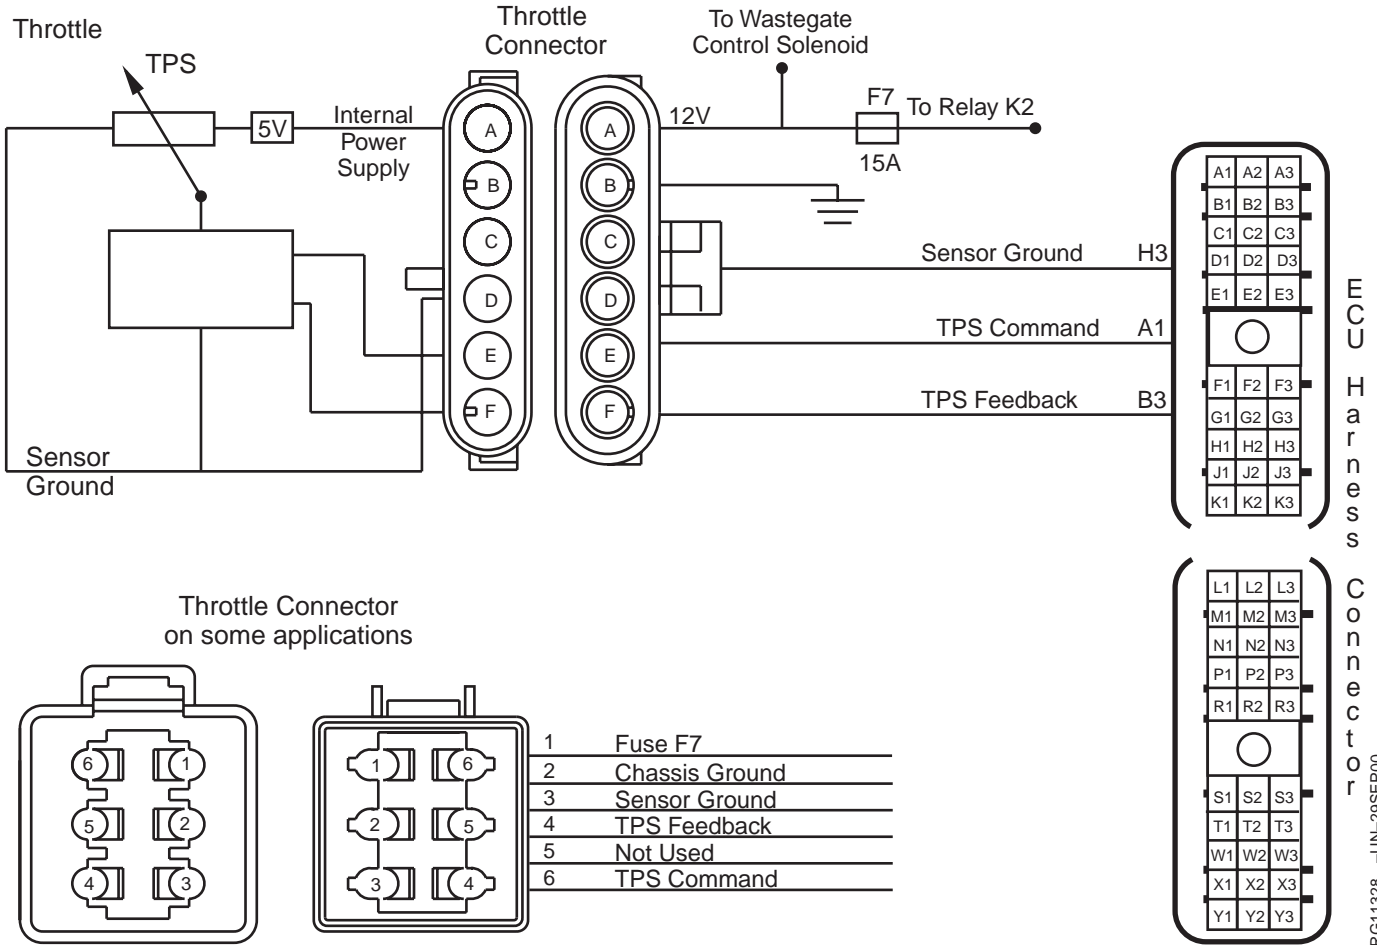 Throttle
TPS
5V
Internal
Power
Supply
Sensor
Ground
Throttle
Connector
A
B
C
D
E
F
A
B
C
D
E
F
To Wastegate
Control Solenoid
12V
F7
15A
To Relay K2
Sensor Ground H3
TPS Command A1
TPS Feedback B3
A1 A2 A3
B1 B2 B3
C1 C2 C3
D1 D2 D3
E1 E2 E3
F1 F2 F3
G1 G2 G3
H1 H2 H3
J1 J2 J3
K1 K2 K3
L1 L2 L3
M1 M2 M3
N1 N2 N3
P1 P2 P3
R1 R2 R3
S1 S2 S3
T1 T2 T3
W1 W2 W3
X1 X2 X3
Y1 Y2 Y3
ECU Harness Connector
Throttle Connector
on some applications
6 1
5 2
4 3
1 6
2 5
3 4
1 Fuse F7
2 Chassis Ground
3 Sensor Ground
4 TPS Feedback
5 Not Used
6 TPS Command
RG11328 –UN–29SEP00